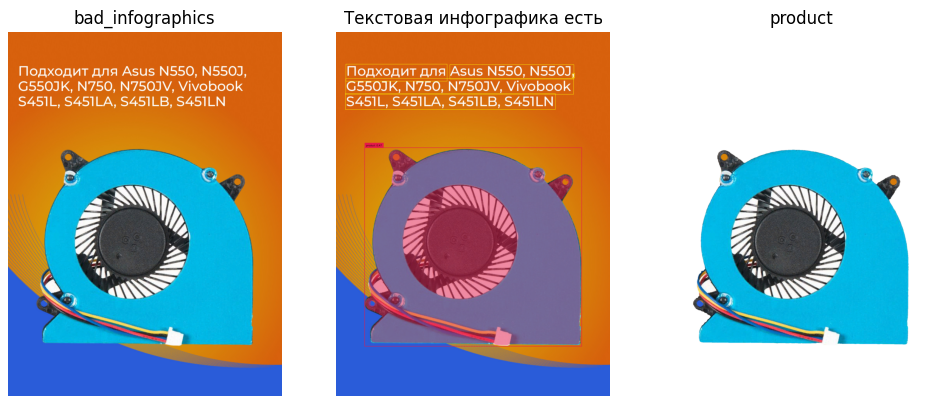 bad_infographics
Текстовая инфографика есть
product
Подходит для Asus N550, N550J,
G550JK, N750, N750JV, Vivobook
S451L, S451LA, S451LB, S451LN
Подходит для Asus N550, N550J,
G550JK, N750, N750JV, Vivobook
S451L, S451LA, S451LB, S451LN